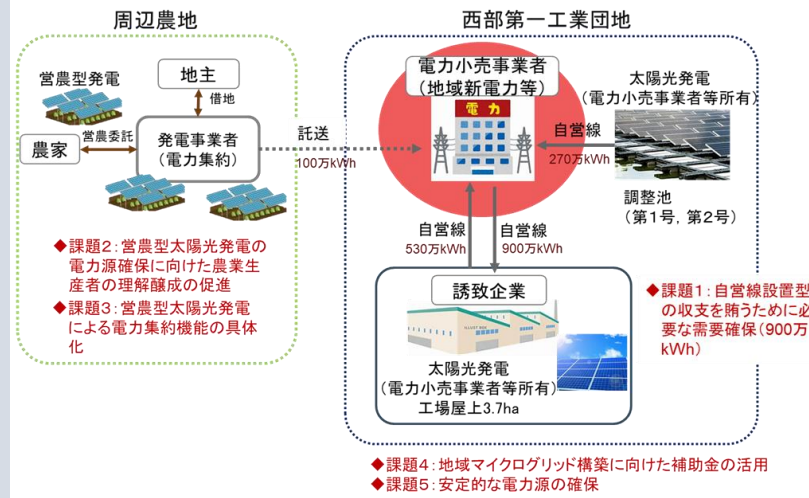 周辺農地
営農型発電
地主
借地
農家
営農委託
発電事業者
（電力集約）
◆課題2：営農型太陽光発電の
電力源確保に向けた農業生
産者の理解醸成の促進
◆課題3：営農型太陽光発電
による電力集約機能の具体
化
託送
100万kWh
西部第一工業団地
電力小売事業者
（地域新電力等）
電力
自営線
270万kWh
太陽光発電
（電力小売事業者等所有）
調整池
（第1号，第2号）
自営線
530万kWh
自営線
900万kWh
誘致企業
太陽光発電
（電力小売事業者等所有）
工場屋上3.7ha
◆課題1：自営線設置型
の収支を賄うために必
要な需要確保（900万
kWh）
◆課題4：地域マイクログリッド構築に向けた補助金の活用
◆課題5：安定的な電力源の確保